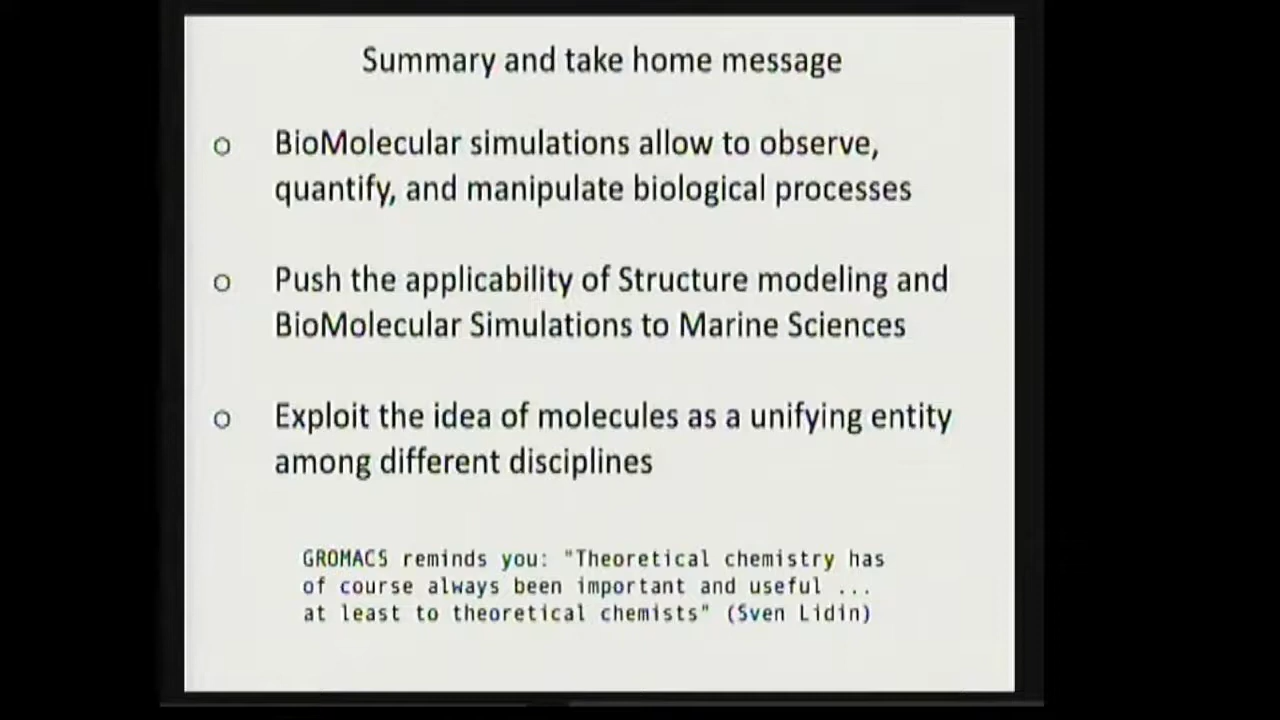 Summary and take home message
o BioMolecular simulations allow to observe,
quantify, and manipulate biological processes
o Push the applicability of Structure modeling and
BioMolecular Simulations to Marine Sciences
o Exploit the idea of molecules as a unifying entity
among different disciplines
GROMACS reminds you: "Theoretical chemistry has
of course always been important and useful ...
at least to theoretical chemists" (Sven Lidin)